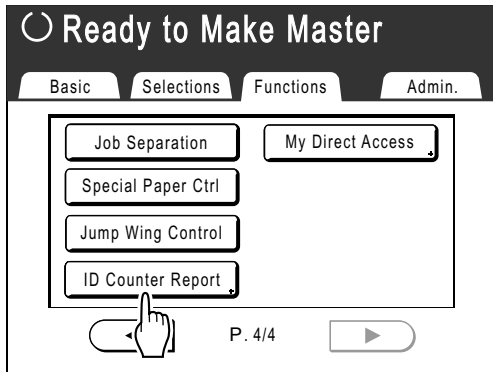 Ready to Make Master
Basic Selections Functions Admin.
Job Separation My Direct Access
Special Paper Ctrl
Jump Wing Control
ID Counter Report
P. 4/4